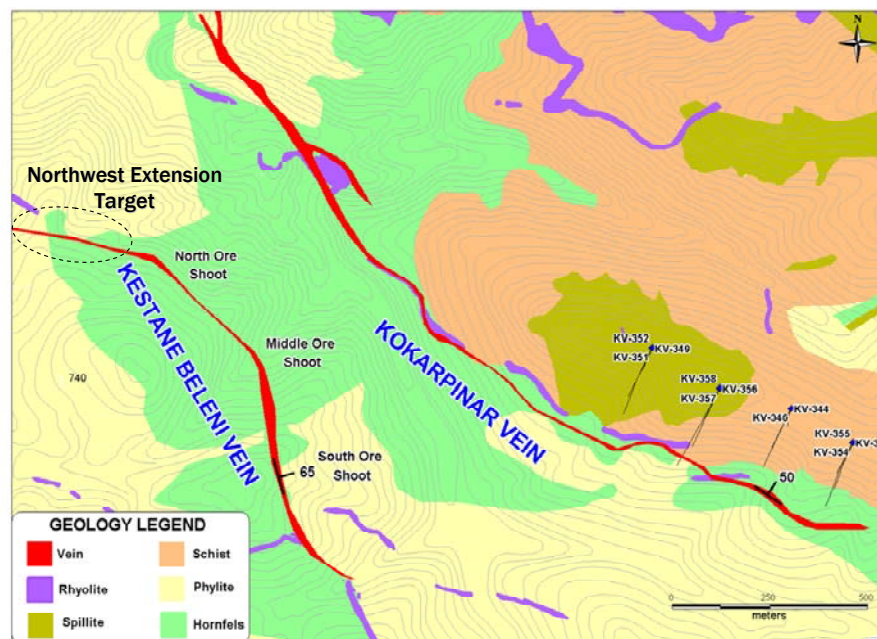 N
Northwest Extension
Target
North Ore
Shoot
KESTANE BELENI VEIN
Middle Ore
Shoot
KOKARPINAR VEIN
740
South Ore
Shoot
65
KV-352
KV-349
KV-351
KV-358
KV-356
KV-357
KV-344
KV-346
KV-355
KV-354
50
GEOLOGY LEGEND
Vein
Schist
Rhyolite
Phylite
Spillite
Hornfels
0 250 500
meters